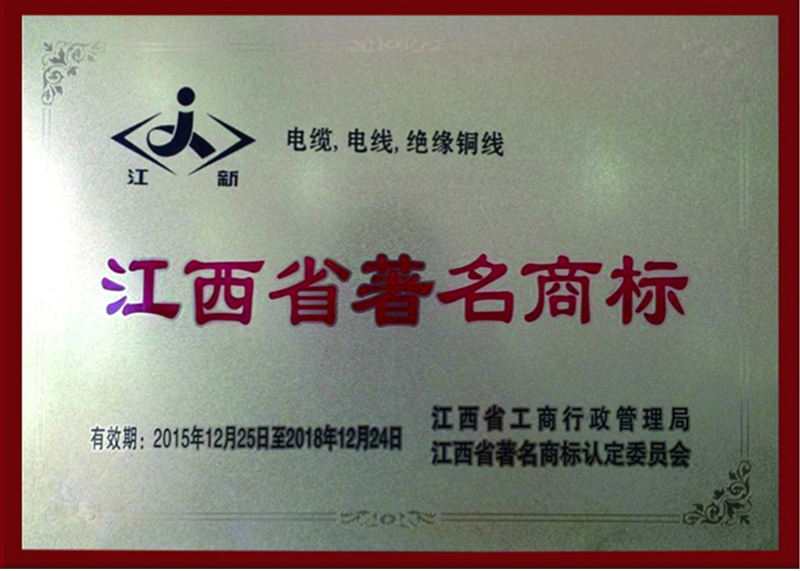 江 新
电缆,电线,绝缘铜线
江西省著名商标
有效期：2015年12月25日至2018年12月24日
江西省工商行政管理局
江西省著名商标认定委员会